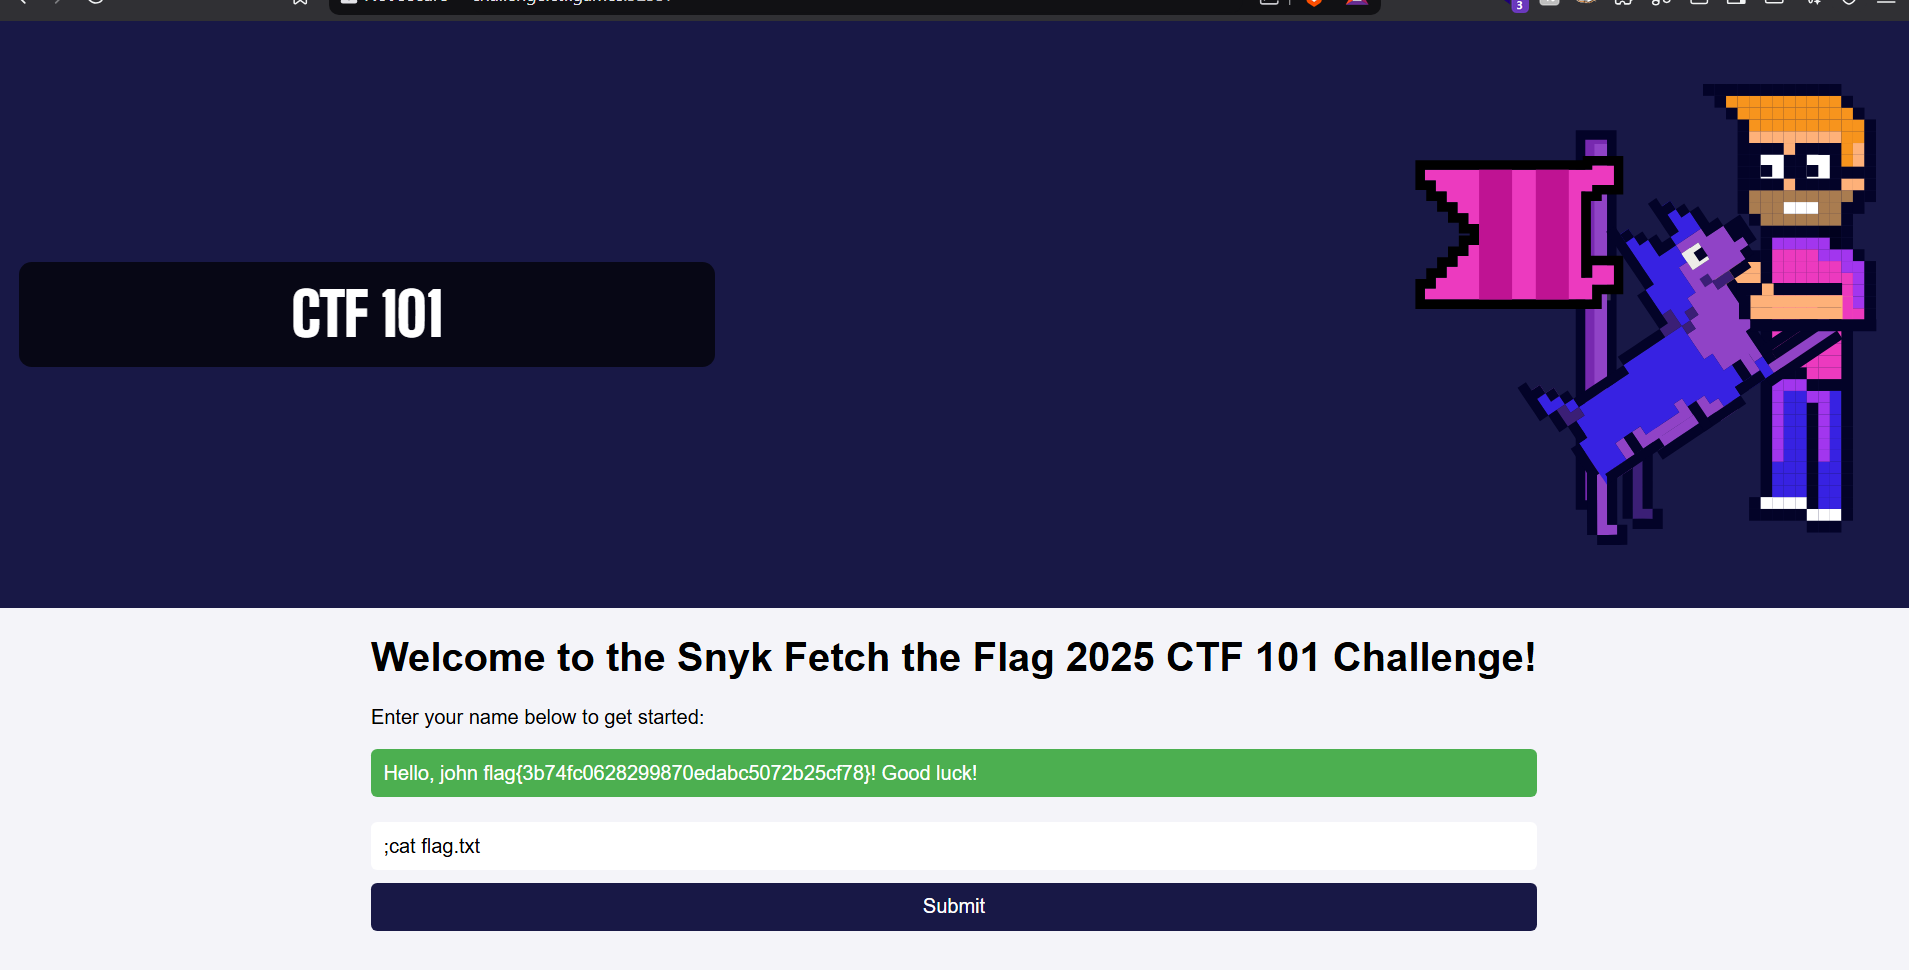 3
CTF 101
Welcome to the Snyk Fetch the Flag 2025 CTF 101 Challenge!
Enter your name below to get started:
Hello, john flag{3b74fc0628299870edabc5072b25cf78}! Good luck!
;cat flag.txt
Submit